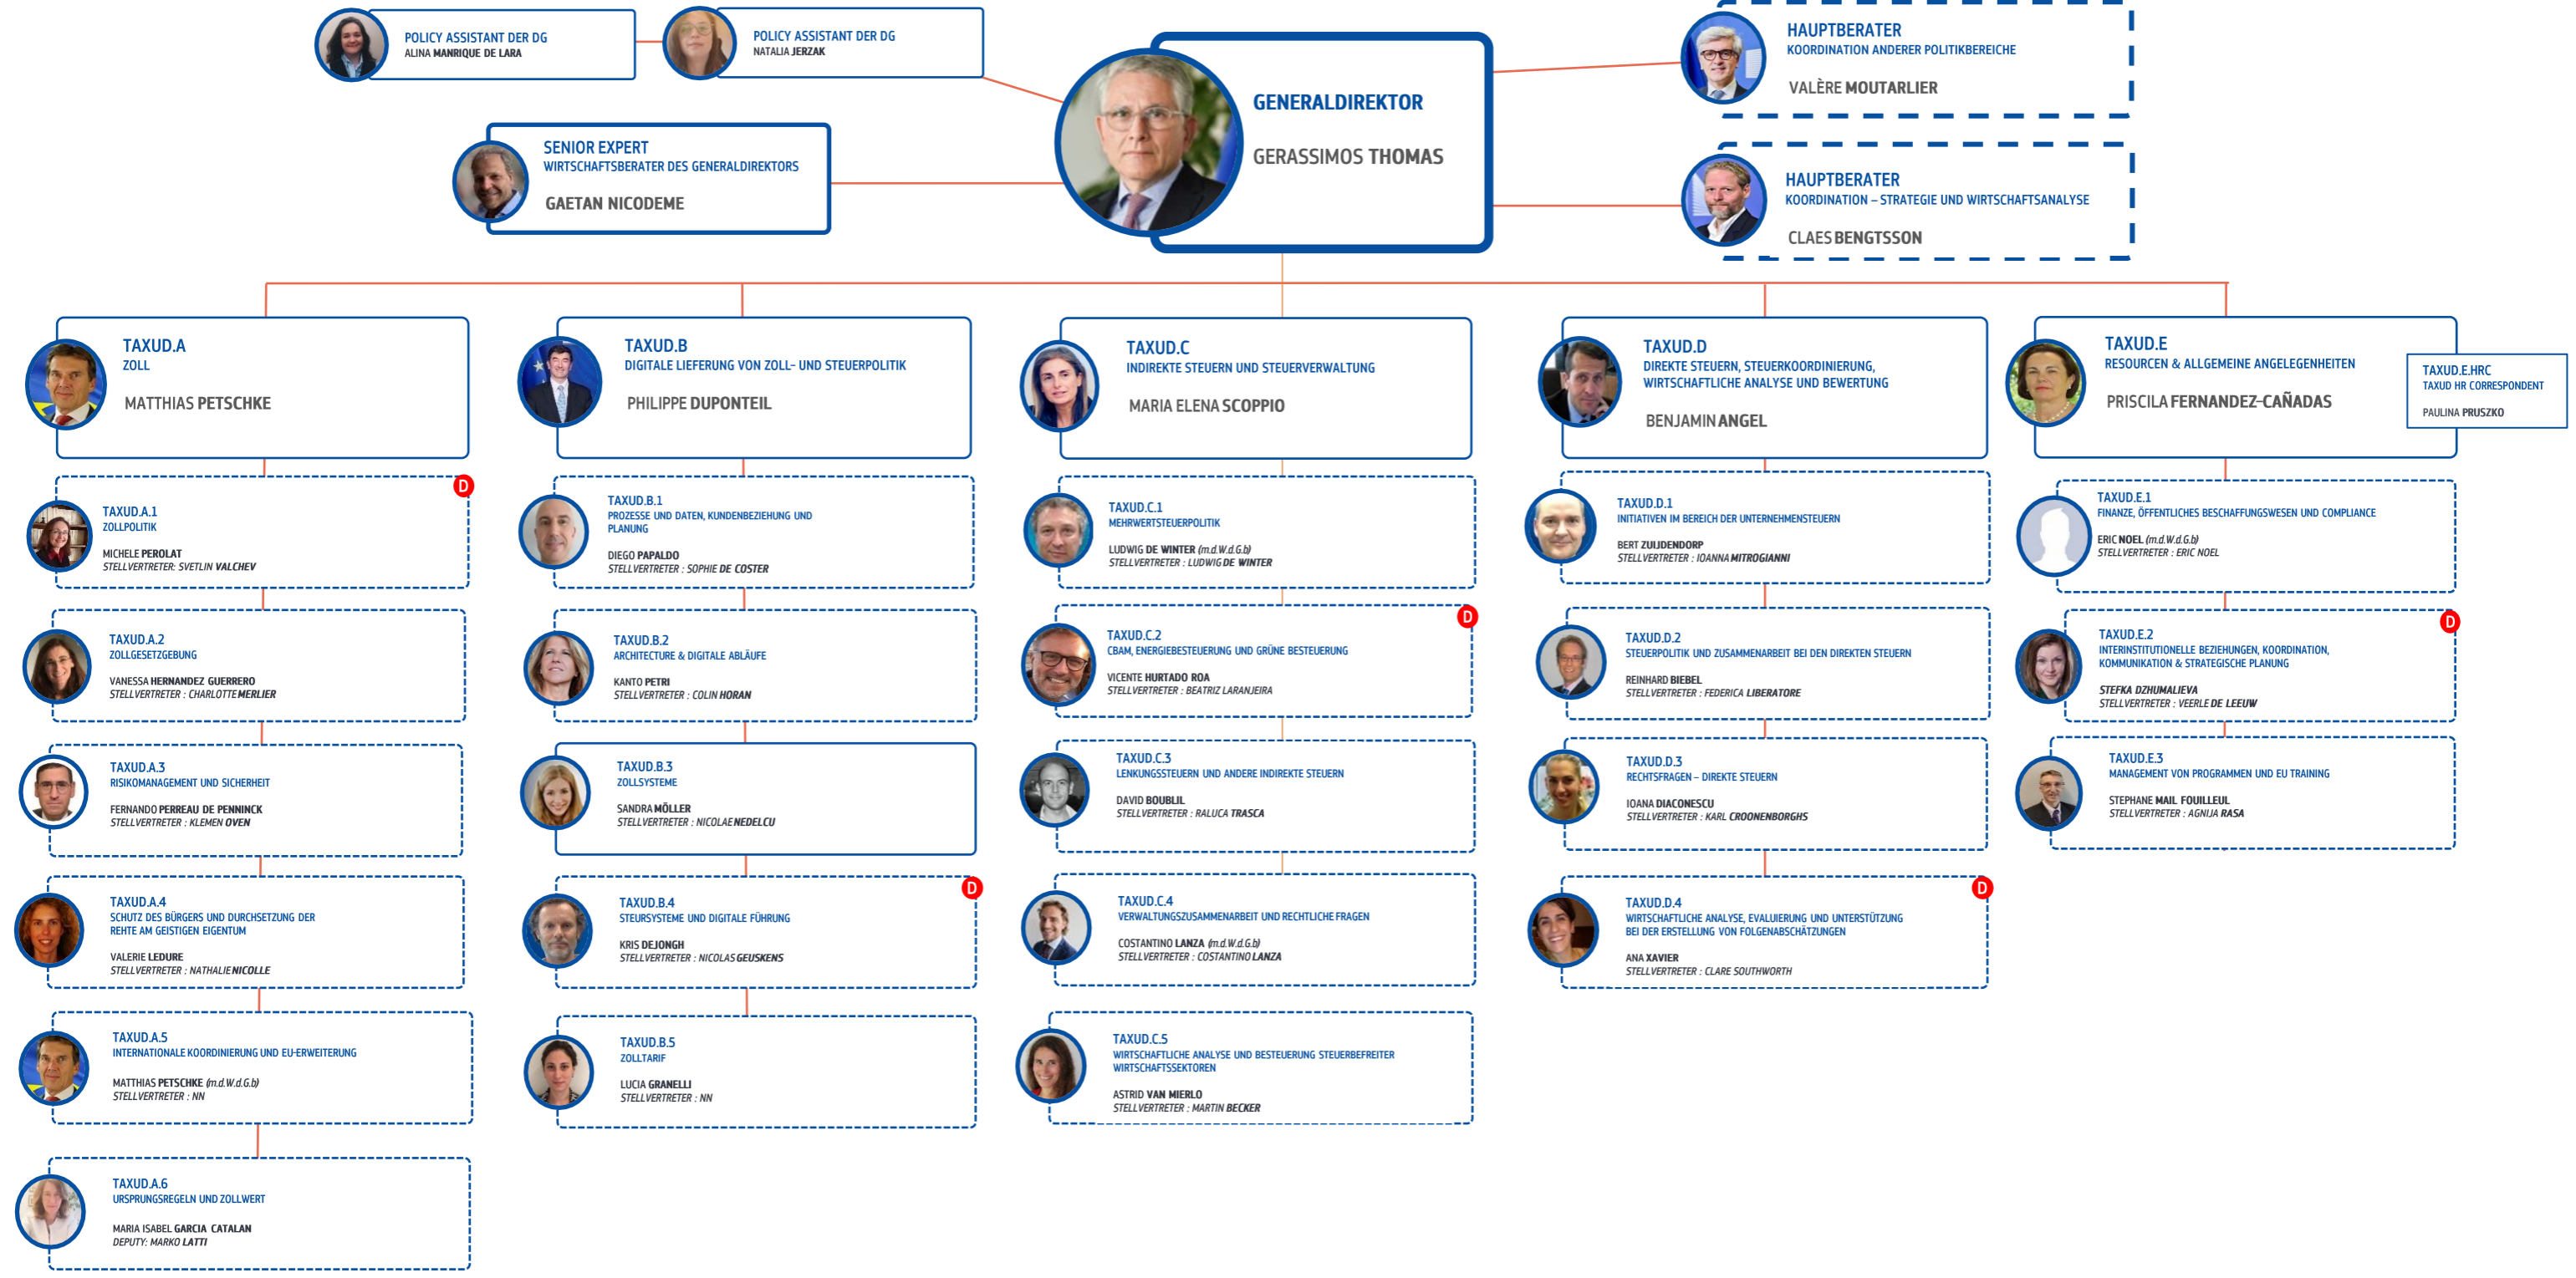 POLICY ASSISTANT DER DG
ALINA MANRIQUE DE LARA
POLICY ASSISTANT DER DG
NATALIA JERZAK
GENERALDIREKTOR
GERASSIMOS THOMAS
HAUPTBERATER
KOORDINATION ANDERER POLITIKBEREICHE
VALÈRE MOUTARLIER
SENIOR EXPERT
WIRTSCHAFTSBERATER DES GENERALDIREKTORS
GAETAN NICODEME
HAUPTBERATER
KOORDINATION – STRATEGIE UND WIRTSCHAFTSANALYSE
CLAES BENGTSSON
TAXUD.A
ZOLL
MATTHIAS PETSCHKE
TAXUD.B
DIGITALE LIEFERUNG VON ZOLL- UND STEUERPOLITIK
PHILIPPE DUPONTEIL
TAXUD.C
INDIREKTE STEUERN UND STEUERVERWALTUNG
MARIA ELENA SCOPPIO
TAXUD.D
DIREKTE STEUERN, STEUERKOORDINIERUNG,
WIRTSCHAFTLICHE ANALYSE UND BEWERTUNG
BENJAMIN ANGEL
TAXUD.E
RESOURCEN & ALLGEMEINE ANGELEGENHEITEN
PRISCILA FERNANDEZ-CAÑADAS
TAXUD.E.HRC
TAXUD HR CORRESPONDENT
PAULINA PRUSZKO
D
TAXUD.A.1
ZOLLPOLITIK
MICHELE PEROLAT
STELLVERTRETER: SVETLIN VALCHEV
TAXUD.A.2
ZOLLGESETZGEBUNG
VANESSA HERNANDEZ GUERRERO
STELLVERTRETER : CHARLOTTE MERLIER
TAXUD.A.3
RISIKOMANAGEMENT UND SICHERHEIT
FERNANDO PERREAU DE PENNINCK
STELLVERTRETER : KLEMEN OVEN
TAXUD.A.4
SCHUTZ DES BÜRGERS UND DURCHSETZUNG DER
REHTE AM GEISTIGEN EIGENTUM
VALERIE LEDURE
STELLVERTRETER : NATHALIE NICOLLE
TAXUD.A.5
INTERNATIONALE KOORDINIERUNG UND EU-ERWEITERUNG
MATTHIAS PETSCHKE (m.d.W.d.G.b)
STELLVERTRETER : NN
TAXUD.A.6
URSPRUNGSREGELN UND ZOLLWERT
MARIA ISABEL GARCIA CATALAN
DEPUTY: MARKO LATTI
TAXUD.B.1
PROZESSE UND DATEN, KUNDENBEZIEHUNG UND
PLANUNG
DIEGO PAPALDO
STELLVERTRETER : SOPHIE DE COSTER
TAXUD.B.2
ARCHITECTURE & DIGITALE ABLÄUFE
KANTO PETRI
STELLVERTRETER : COLIN HORAN
TAXUD.B.3
ZOLLSYSTEME
SANDRA MÖLLER
STELLVERTRETER : NICOLAE NEDELCU
D
TAXUD.B.4
STEURSYSTEME UND DIGITALE FÜHRUNG
KRIS DEJONGH
STELLVERTRETER : NICOLAS GEUSKENS
TAXUD.B.5
ZOLLTARIF
LUCIA GRANELLI
STELLVERTRETER : NN
TAXUD.C.1
MEHRWERTSTEUERPOLITIK
LUDWIG DE WINTER (m.d.W.d.G.b)
STELLVERTRETER : LUDWIG DE WINTER
D
TAXUD.C.2
CBAM, ENERGIEBESTEUERUNG UND GRÜNE BESTEUERUNG
VICENTE HURTADO ROA
STELLVERTRETER : BEATRIZ LARANJEIRA
TAXUD.C.3
LENKUNGSSTEUERN UND ANDERE INDIREKTE STEUERN
DAVID BOUBLIL
STELLVERTRETER : RALUCA TRASCA
TAXUD.C.4
VERWALTUNGSZUSAMMENARBEIT UND RECHTLICHE FRAGEN
COSTANTINO LANZA (m.d.W.d.G.b)
STELLVERTRETER : COSTANTINO LANZA
TAXUD.C.5
WIRTSCHAFTLICHE ANALYSE UND BESTEUERUNG STEUERBEFREITER
WIRTSCHAFTSSEKTOREN
ASTRID VAN MIERLO
STELLVERTRETER : MARTIN BECKER
TAXUD.D.1
INITIATIVEN IM BEREICH DER UNTERNEHMENSTEUERN
BERT ZUIJDENDORP
STELLVERTRETER : IOANNA MITROGIANNI
TAXUD.D.2
STEUERPOLITIK UND ZUSAMMENARBEIT BEI DEN DIREKTEN STEUERN
REINHARD BIEBEL
STELLVERTRETER : FEDERICA LIBERATORE
TAXUD.D.3
RECHTSFRAGEN – DIREKTE STEUERN
IOANA DIACONESCU
STELLVERTRETER : KARL CROONENBORGHS
D
TAXUD.D.4
WIRTSCHAFTLICHE ANALYSE, EVALUIERUNG UND UNTERSTÜTZUNG
BEI DER ERSTELLUNG VON FOLGENABSCHÄTZUNGEN
ANA XAVIER
STELLVERTRETER : CLARE SOUTHWORTH
TAXUD.E.1
FINANZE, ÖFFENTLICHES BESCHAFFUNGSWESEN UND COMPLIANCE
ERIC NOEL (m.d.W.d.G.b)
STELLVERTRETER : ERIC NOEL
D
TAXUD.E.2
INTERINSTITUTIONELLE BEZIEHUNGEN, KOORDINATION,
KOMMUNIKATION & STRATEGISCHE PLANUNG
STEFKA DZHUMALIEVA
STELLVERTRETER : VEERLE DE LEEUW
TAXUD.E.3
MANAGEMENT VON PROGRAMMEN UND EU TRAINING
STEPHANE MAIL FOUILLEUL
STELLVERTRETER : AGNIJA RASA